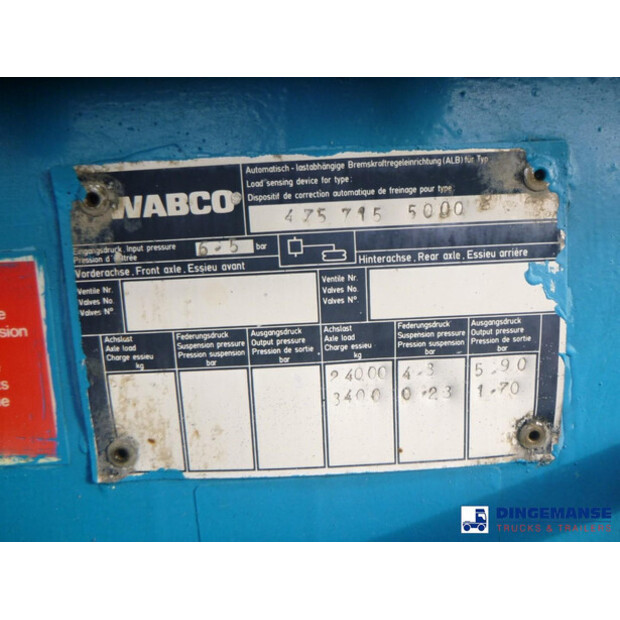 Automatisch - lastabhängige Bremskraftregeleinrichtung (ALB) für Typ
Load sensing device for type:
Dispositif de correction automatique de freinage pour type:
WABCO
475 715 5000
Eingangsdruck, Input pressure 6.5 bar
Pression d'entrée
Vorderachse, Front axle, Essieu avant
Hinterachse, Rear axle, Essieu arrière
Ventile Nr.
Valves No.
Valves N°
Ventile Nr.
Valves No.
Valves N°
Achslast Federungsdruck Ausgangsdruck Achslast Federungsdruck Ausgangsdruck
Axle load Suspension pressure Output pressure Axle load Suspension pressure Output pressure
Charge essieu Pression suspension Pression de sortie Charge essieu Pression suspension Pression de sortie
kg bar bar kg bar bar
24000 4.3 5.90
3400 0.23 1.70
DINGEMANSE
TRUCKS & TRAILERS